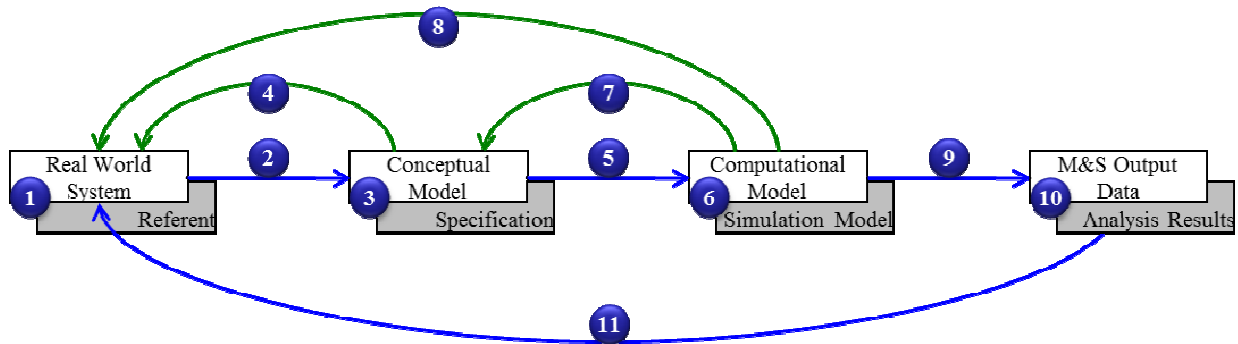 8
4
7
Real World
System
1
Referent
2
Conceptual
Model
3
Specification
5
Computational
Model
6
Simulation Model
9
M&S Output
Data
10
Analysis Results
11